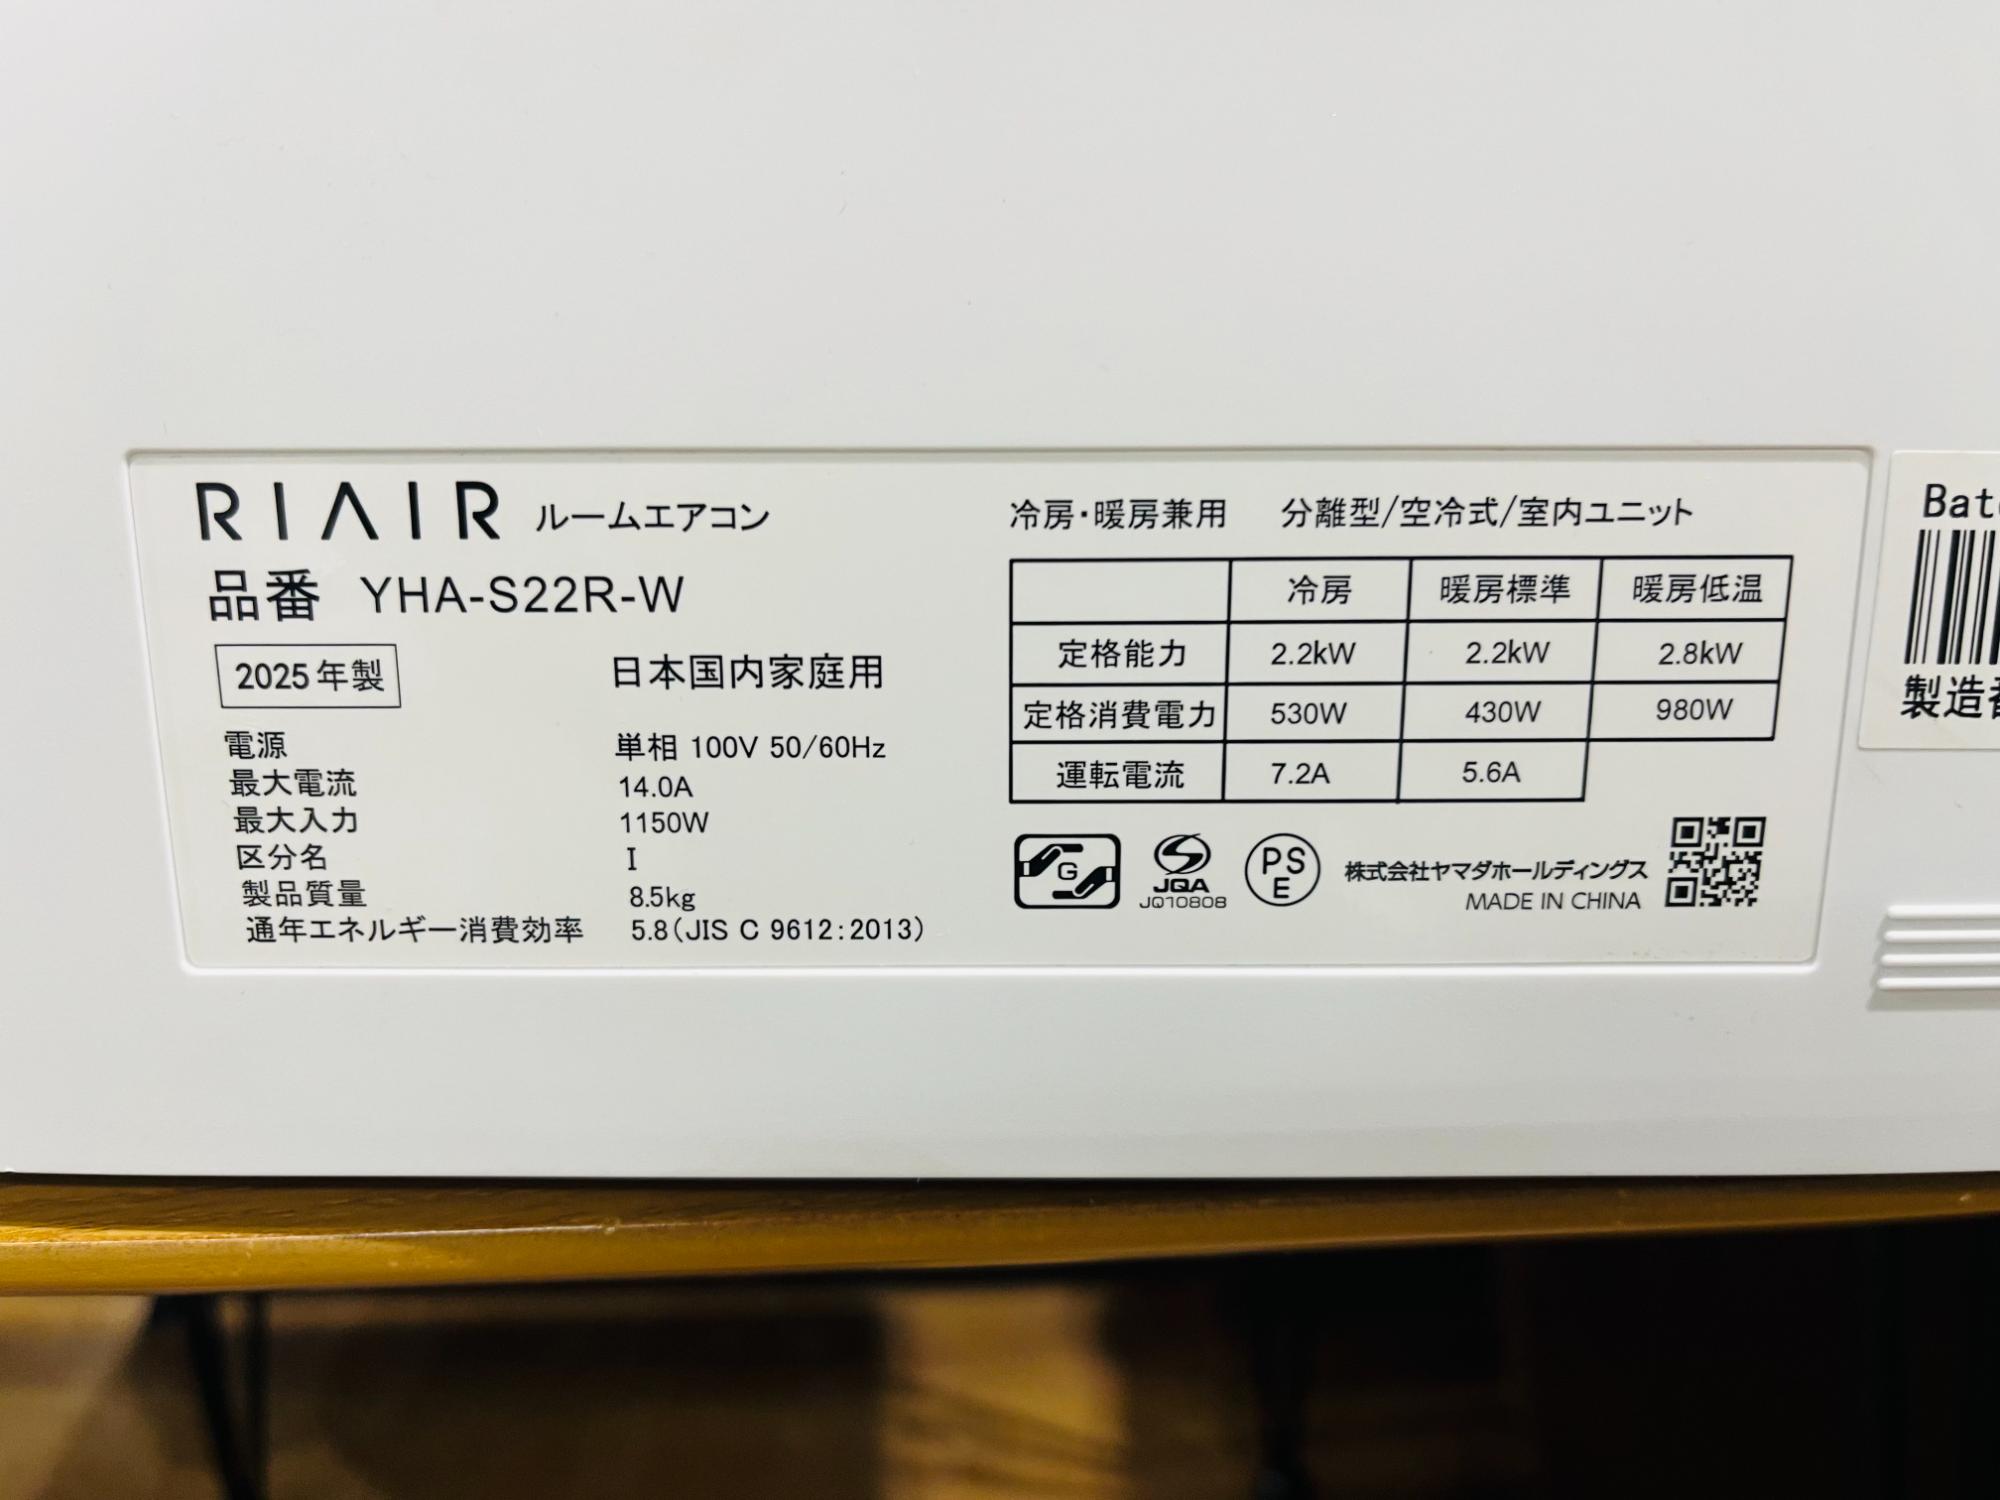 RIAIR ルームエアコン
品番 YHA-S22R-W
2025年製 日本国内家庭用
電源 単相 100V 50/60Hz
最大電流 14.0A
最大入力 1150W
区分名 I
製品質量 8.5kg
通年エネルギー消費効率 5.8(JIS C 9612:2013)
冷房・暖房兼用 分離型/空冷式/室内ユニット
冷房 暖房標準 暖房低温
定格能力 2.2kW 2.2kW 2.8kW
定格消費電力 530W 430W 980W
運転電流 7.2A 5.6A
G
JQA
JQ10808
PS
E
株式会社ヤマダホールディングス
MADE IN CHINA
製造